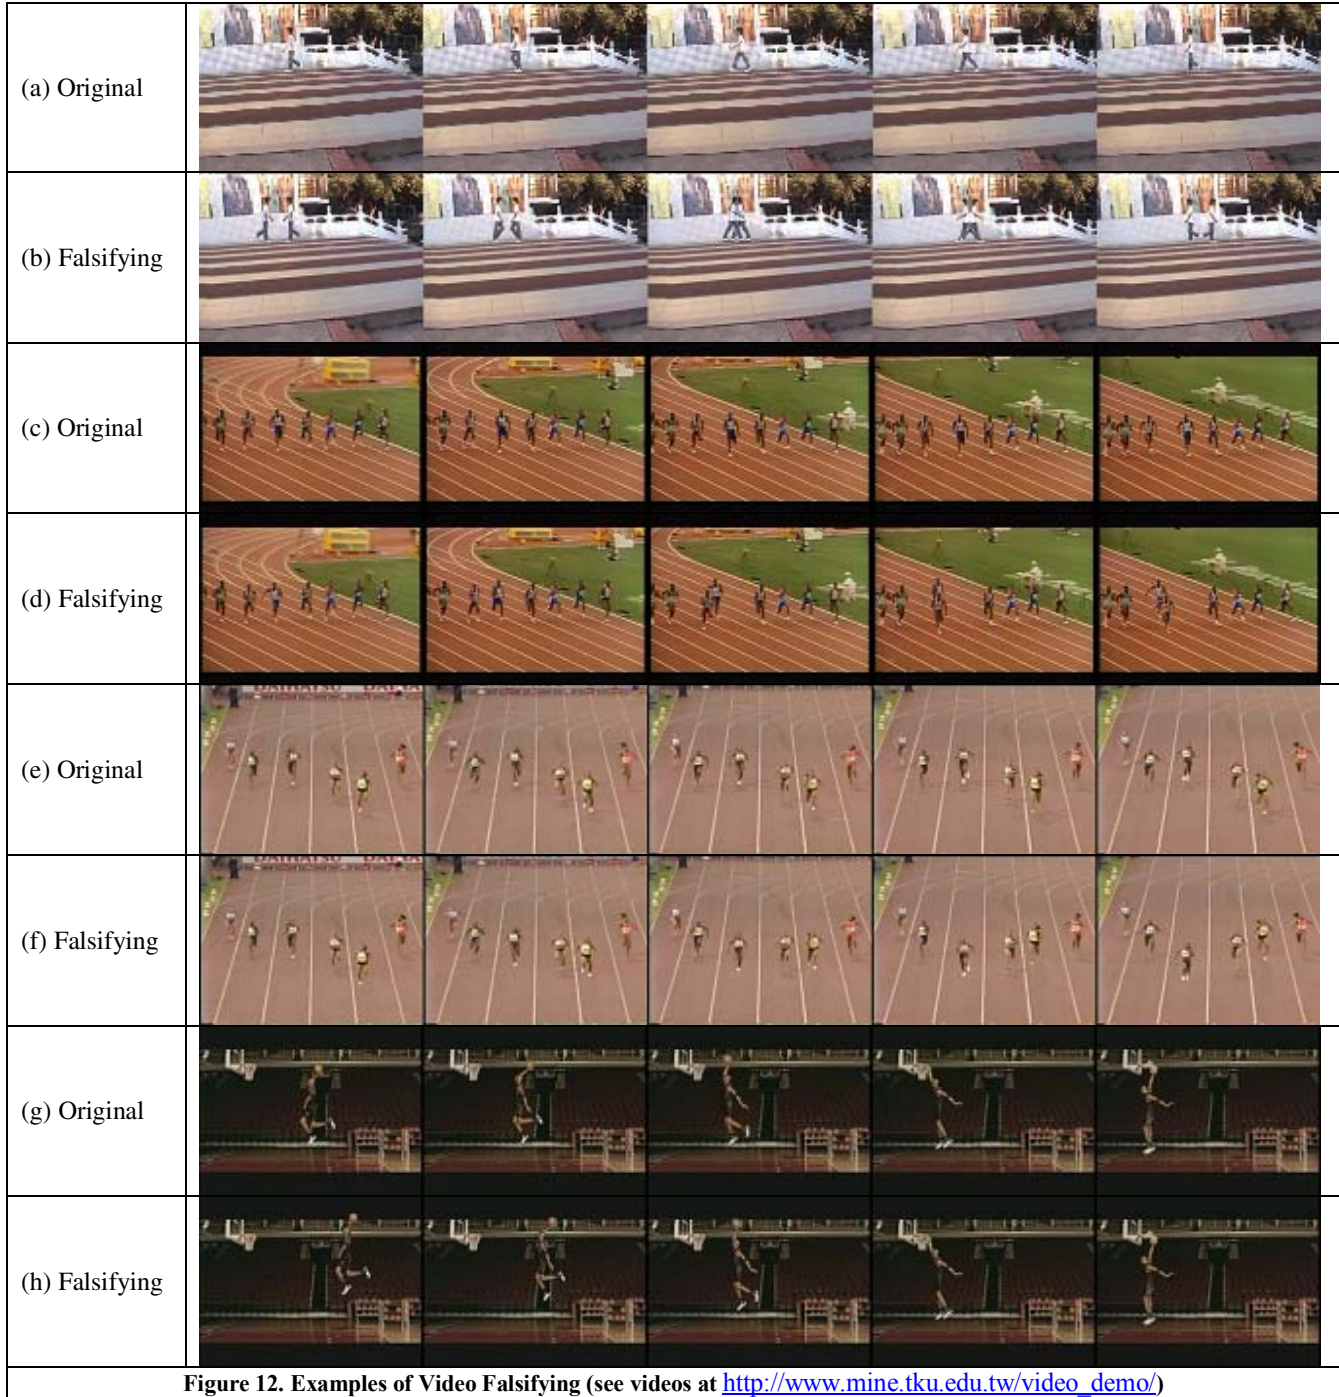 (a) Original
(b) Falsifying
(c) Original
(d) Falsifying
(e) Original
DAIHATSU
(f) Falsifying
(g) Original
(h) Falsifying
Figure 12. Examples of Video Falsifying (see videos at http://www.mine.tku.edu.tw/video_demo/)